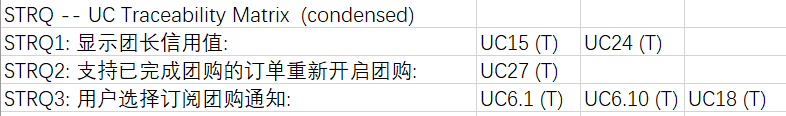 STRQ -- UC Traceability Matrix  (condensed)
STRQ1: 显示团长信用值: UC15 (T) UC24 (T)
STRQ2: 支持已完成团购的订单重新开启团购: UC27 (T)
STRQ3: 用户选择订阅团购通知: UC6.1 (T) UC6.10 (T) UC18 (T)